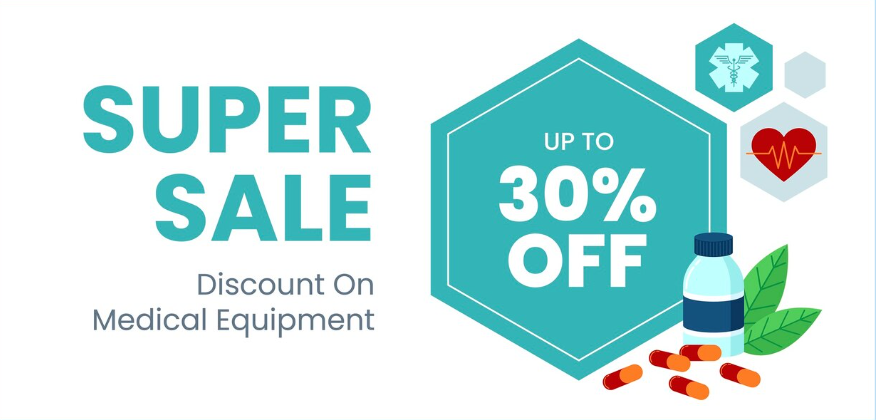 SUPER
SALE
Discount On
Medical Equipment
UP TO
30%
OFF